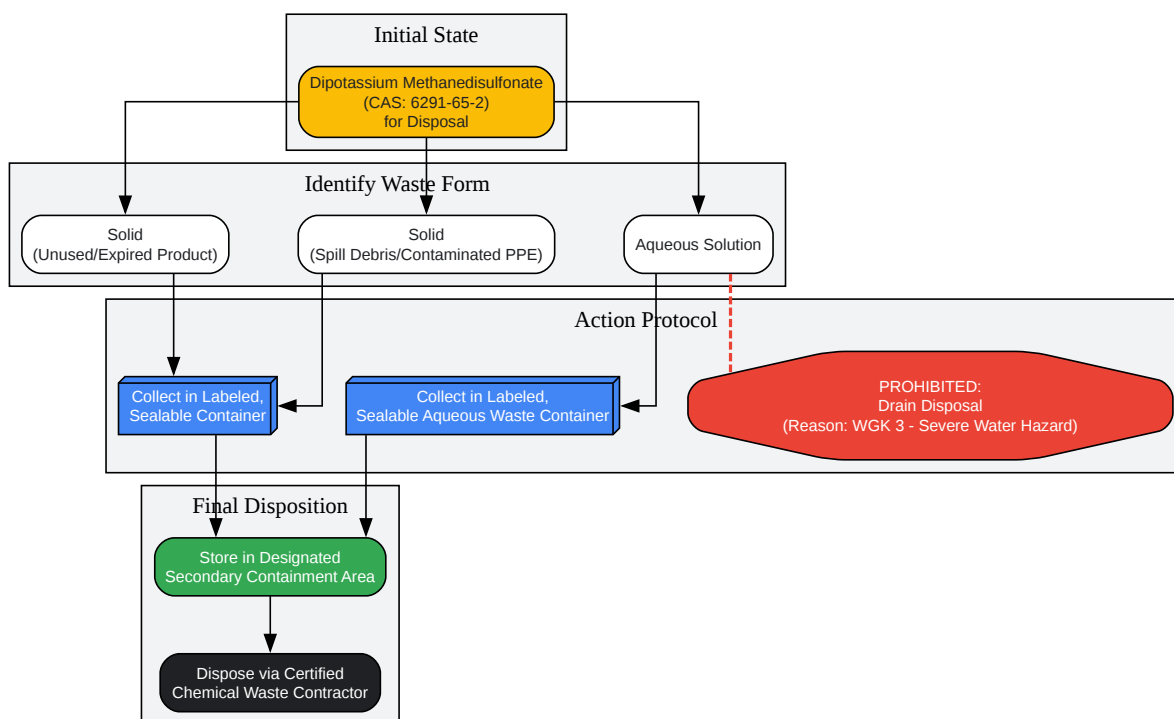 Initial State
Dipotassium Methanedisulfonate
(CAS: 6291-65-2)
for Disposal
Identify Waste Form
Solid
(Unused/Expired Product)
Solid
(Spill Debris/Contaminated PPE)
Aqueous Solution
Action Protocol
Collect in Labeled,
Sealable Container
Collect in Labeled,
Sealable Aqueous Waste Container
PROHIBITED:
Drain Disposal
(Reason: WGK 3 - Severe Water Hazard)
Final Disposition
Store in Designated
Secondary Containment Area
Dispose via Certified
Chemical Waste Contractor